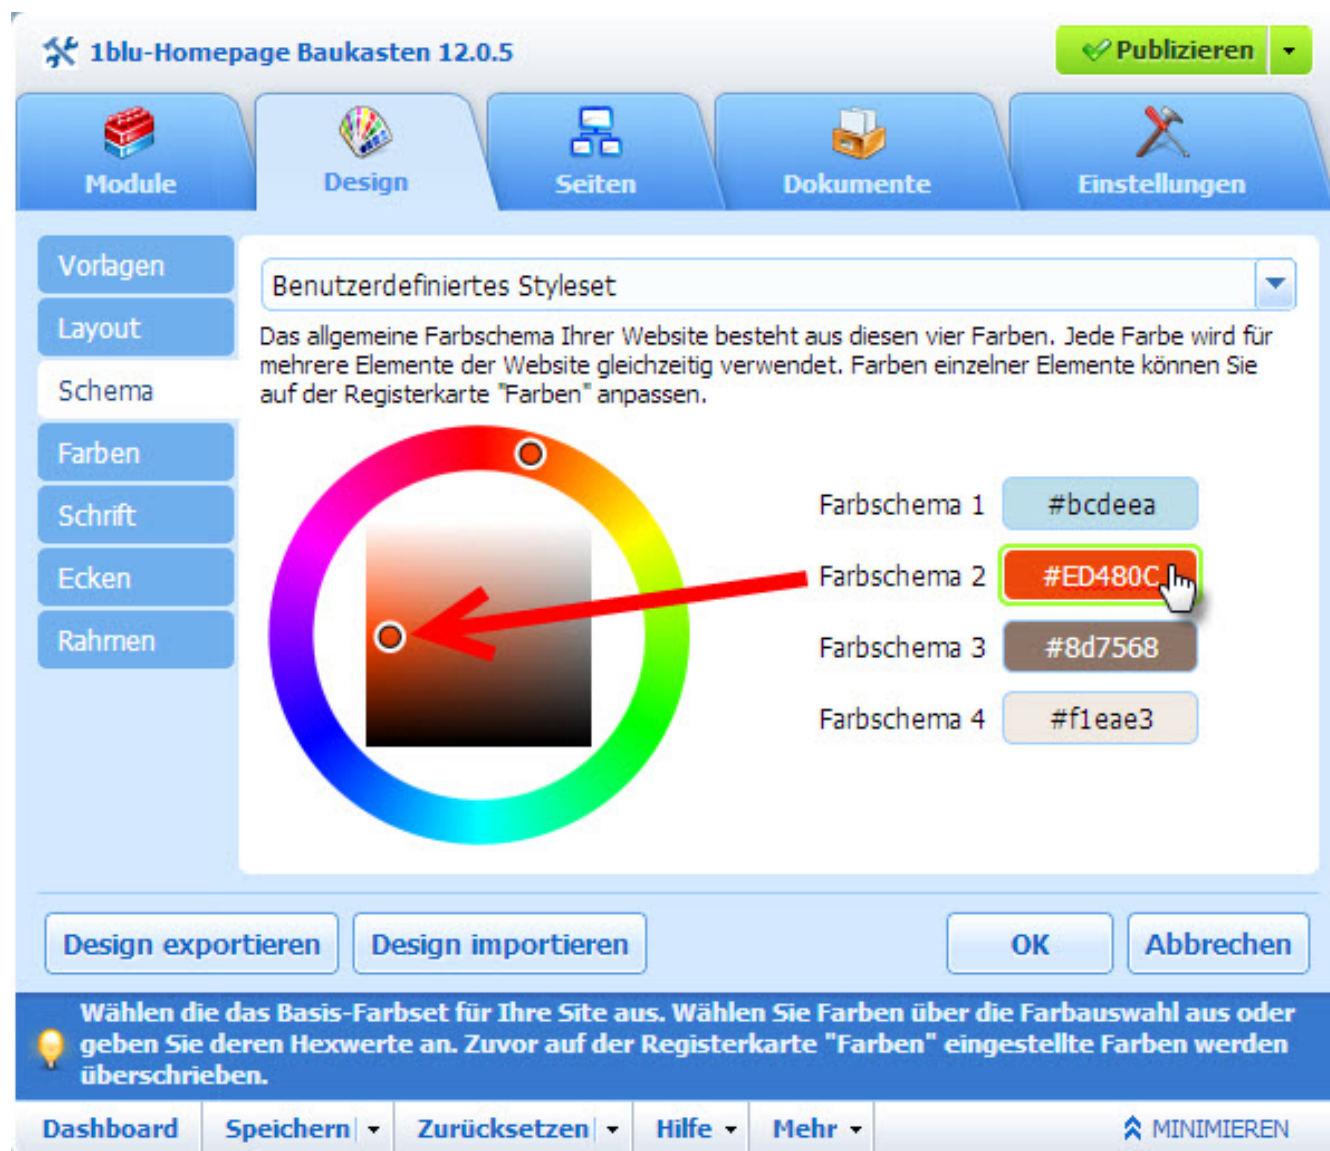 1blu-Homepage Baukasten 12.0.5
Publizieren
Module
Design
Seiten
Dokumente
Einstellungen
Vorlagen
Layout
Schema
Farben
Schrift
Ecken
Rahmen
Benutzerdefiniertes Styleset
Das allgemeine Farbschema Ihrer Website besteht aus diesen vier Farben. Jede Farbe wird für
mehrere Elemente der Website gleichzeitig verwendet. Farben einzelner Elemente können Sie
auf der Registerkarte "Farben" anpassen.
Farbschema 1 #bcdeea
Farbschema 2 #ED480C
Farbschema 3 #8d7568
Farbschema 4 #f1eae3
Design exportieren
Design importieren
OK
Abbrechen
Wählen die das Basis-Farbset für Ihre Site aus. Wählen Sie Farben über die Farbauswahl aus oder
geben Sie deren Hexwerte an. Zuvor auf der Registerkarte "Farben" eingestellte Farben werden
überschrieben.
Dashboard
Speichern
Zurücksetzen
Hilfe
Mehr
MINIMIEREN